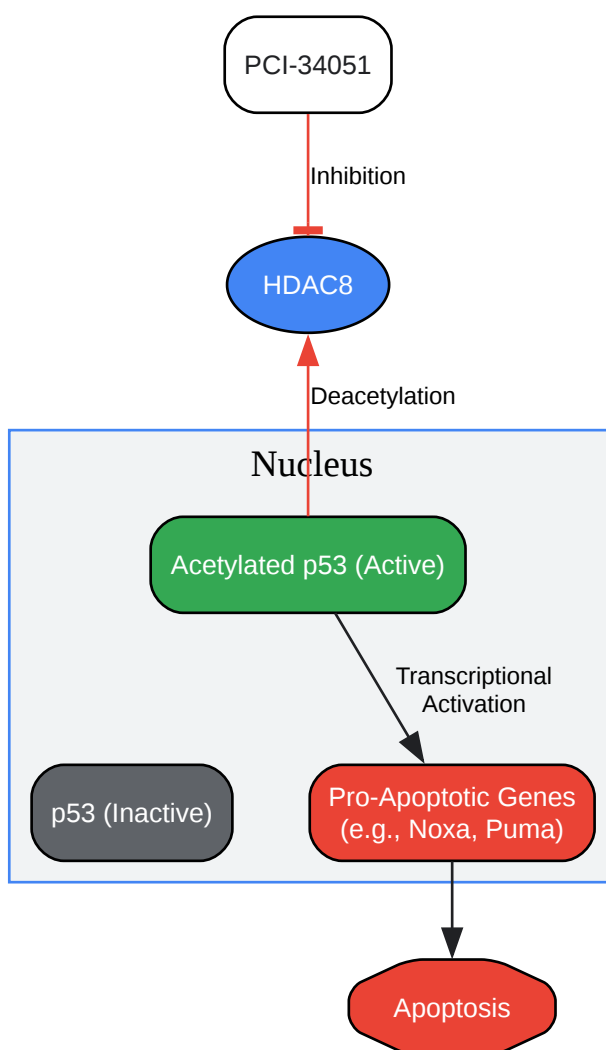 PCI-34051
Inhibition
HDAC8
Deacetylation
Nucleus
Acetylated p53 (Active)
Transcriptional
Activation
p53 (Inactive)
Pro-Apoptotic Genes
(e.g., Noxa, Puma)
Apoptosis